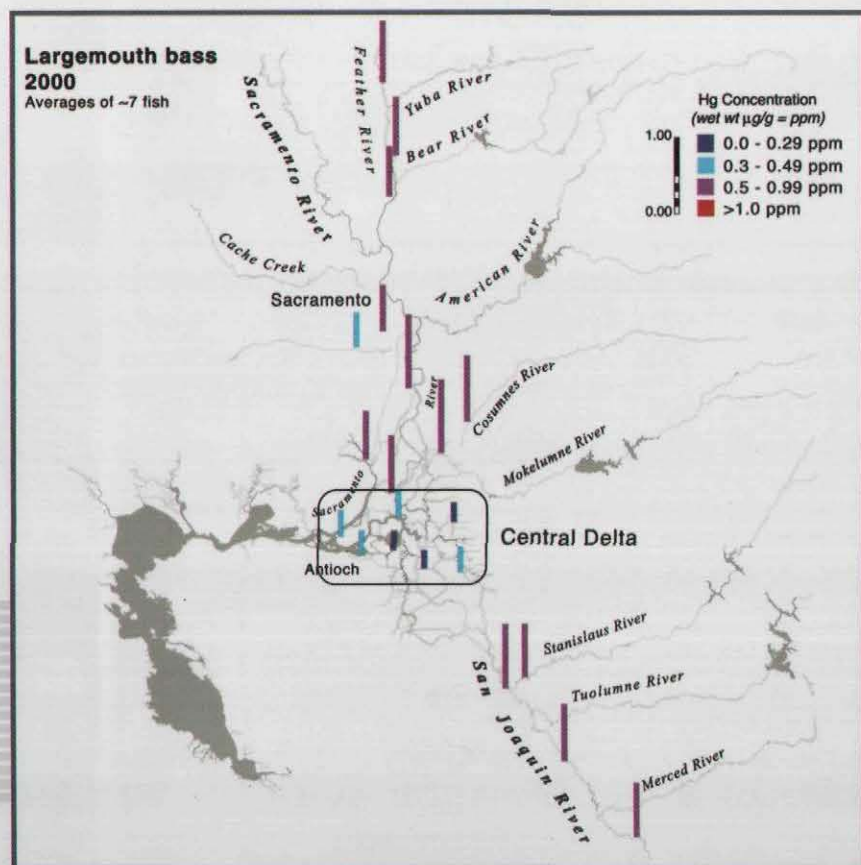 Largemouth bass
2000
Averages of ~7 fish
Hg Concentration
(wet wt µg/g = ppm)
1.00
0.00
0.0 - 0.29 ppm
0.3 - 0.49 ppm
0.5 - 0.99 ppm
>1.0 ppm
Feather River
Yuba River
Bear River
Sacramento River
Cache Creek
American River
Sacramento
River
Cosumnes River
Mokelumne River
Sacramento
Central Delta
Antioch
Stanislaus River
Tuolumne River
San Joaquin River
Merced River